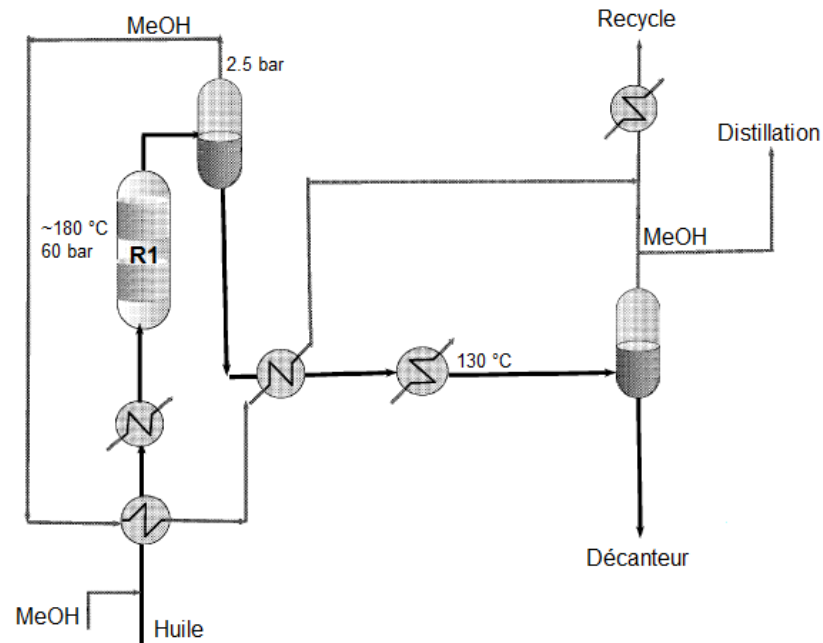 MeOH
Recycle
2.5 bar
Distillation
~180 °C
60 bar
R1
MeOH
130 °C
Décanteur
MeOH
Huile